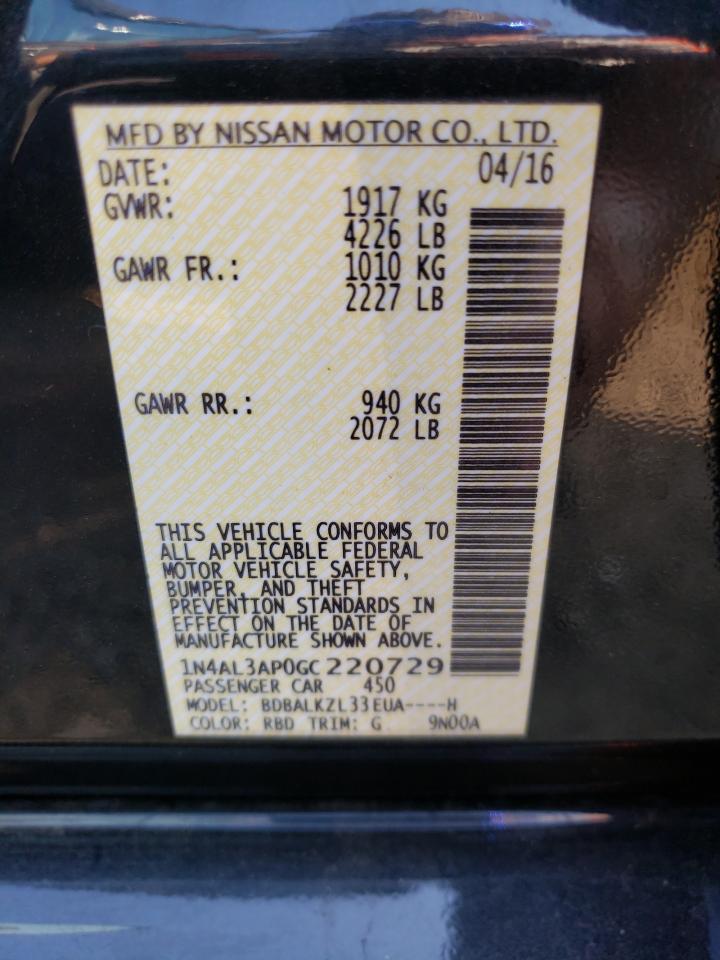 MFD BY NISSAN MOTOR CO., LTD.
DATE: 04/16
GVWR: 1917 KG
4226 LB
GAWR FR.: 1010 KG
2227 LB
GAWR RR.: 940 KG
2072 LB
THIS VEHICLE CONFORMS TO
ALL APPLICABLE FEDERAL
MOTOR VEHICLE SAFETY,
BUMPER, AND THEFT
PREVENTION STANDARDS IN
EFFECT ON THE DATE OF
MANUFACTURE SHOWN ABOVE.
1N4AL3AP0GC220729
PASSENGER CAR 450
MODEL: BDBALKZL33EUA----H
COLOR: RBD TRIM: G 9N00A